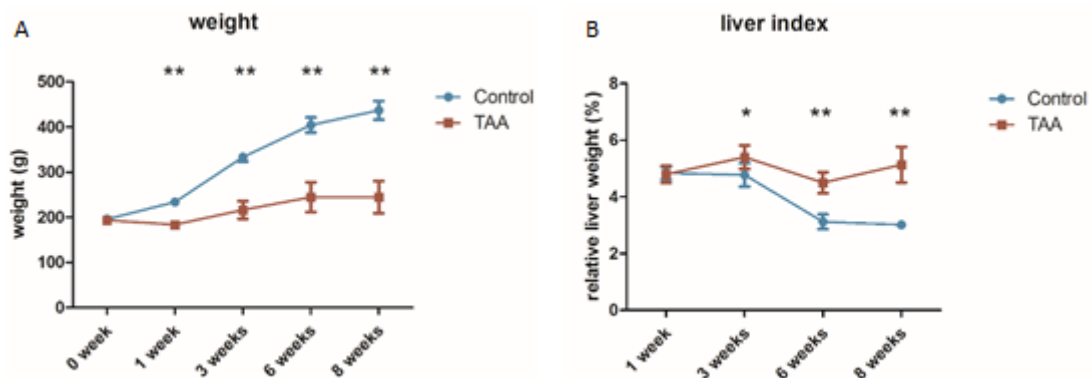 A
weight
** ** ** **
500
400
300
200
100
0
weight (g)
0 week
1 week
3 weeks
6 weeks
8 weeks
Control
TAA
B
liver index
* ** **
8
6
4
2
0
relative liver weight (%)
1 week
3 weeks
6 weeks
8 weeks
Control
TAA